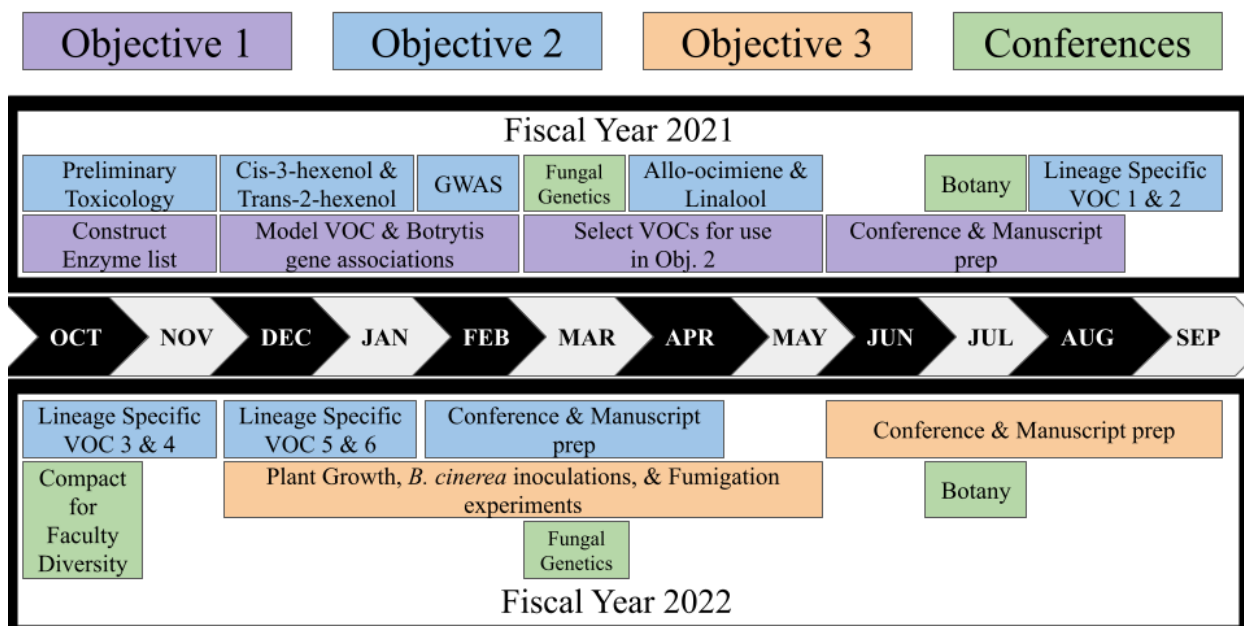 Objective 1
Objective 2
Objective 3
Conferences
Fiscal Year 2021
Preliminary
Toxicology
Cis-3-hexenol &
Trans-2-hexenol
GWAS
Fungal
Genetics
Allo-ocimiene &
Linalool
Botany
Lineage Specific
VOC 1 & 2
Construct
Enzyme list
Model VOC & Botrytis
gene associations
Select VOCs for use
in Obj. 2
Conference & Manuscript
prep
OCT
NOV
DEC
JAN
FEB
MAR
APR
MAY
JUN
JUL
AUG
SEP
Lineage Specific
VOC 3 & 4
Lineage Specific
VOC 5 & 6
Conference & Manuscript
prep
Conference & Manuscript prep
Compact
for
Faculty
Diversity
Plant Growth, B. cinerea inoculations, & Fumigation
experiments
Botany
Fungal
Genetics
Fiscal Year 2022